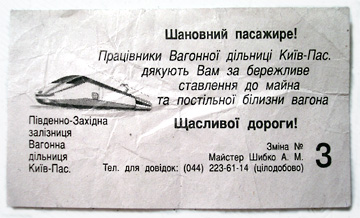 Шановний пасажире!
Працівники Вагонної дільниці Київ-Пас.
дякують Вам за бережливе
ставлення до майна
та постільної білизни вагона
Щасливої дороги!
Південно-Західна
залізниця
Вагонна
дільниця
Київ-Пас.
Зміна № 3
Майстер Шибко А. М.
Тел. для довідок: (044) 223-61-14 (цілодобово)